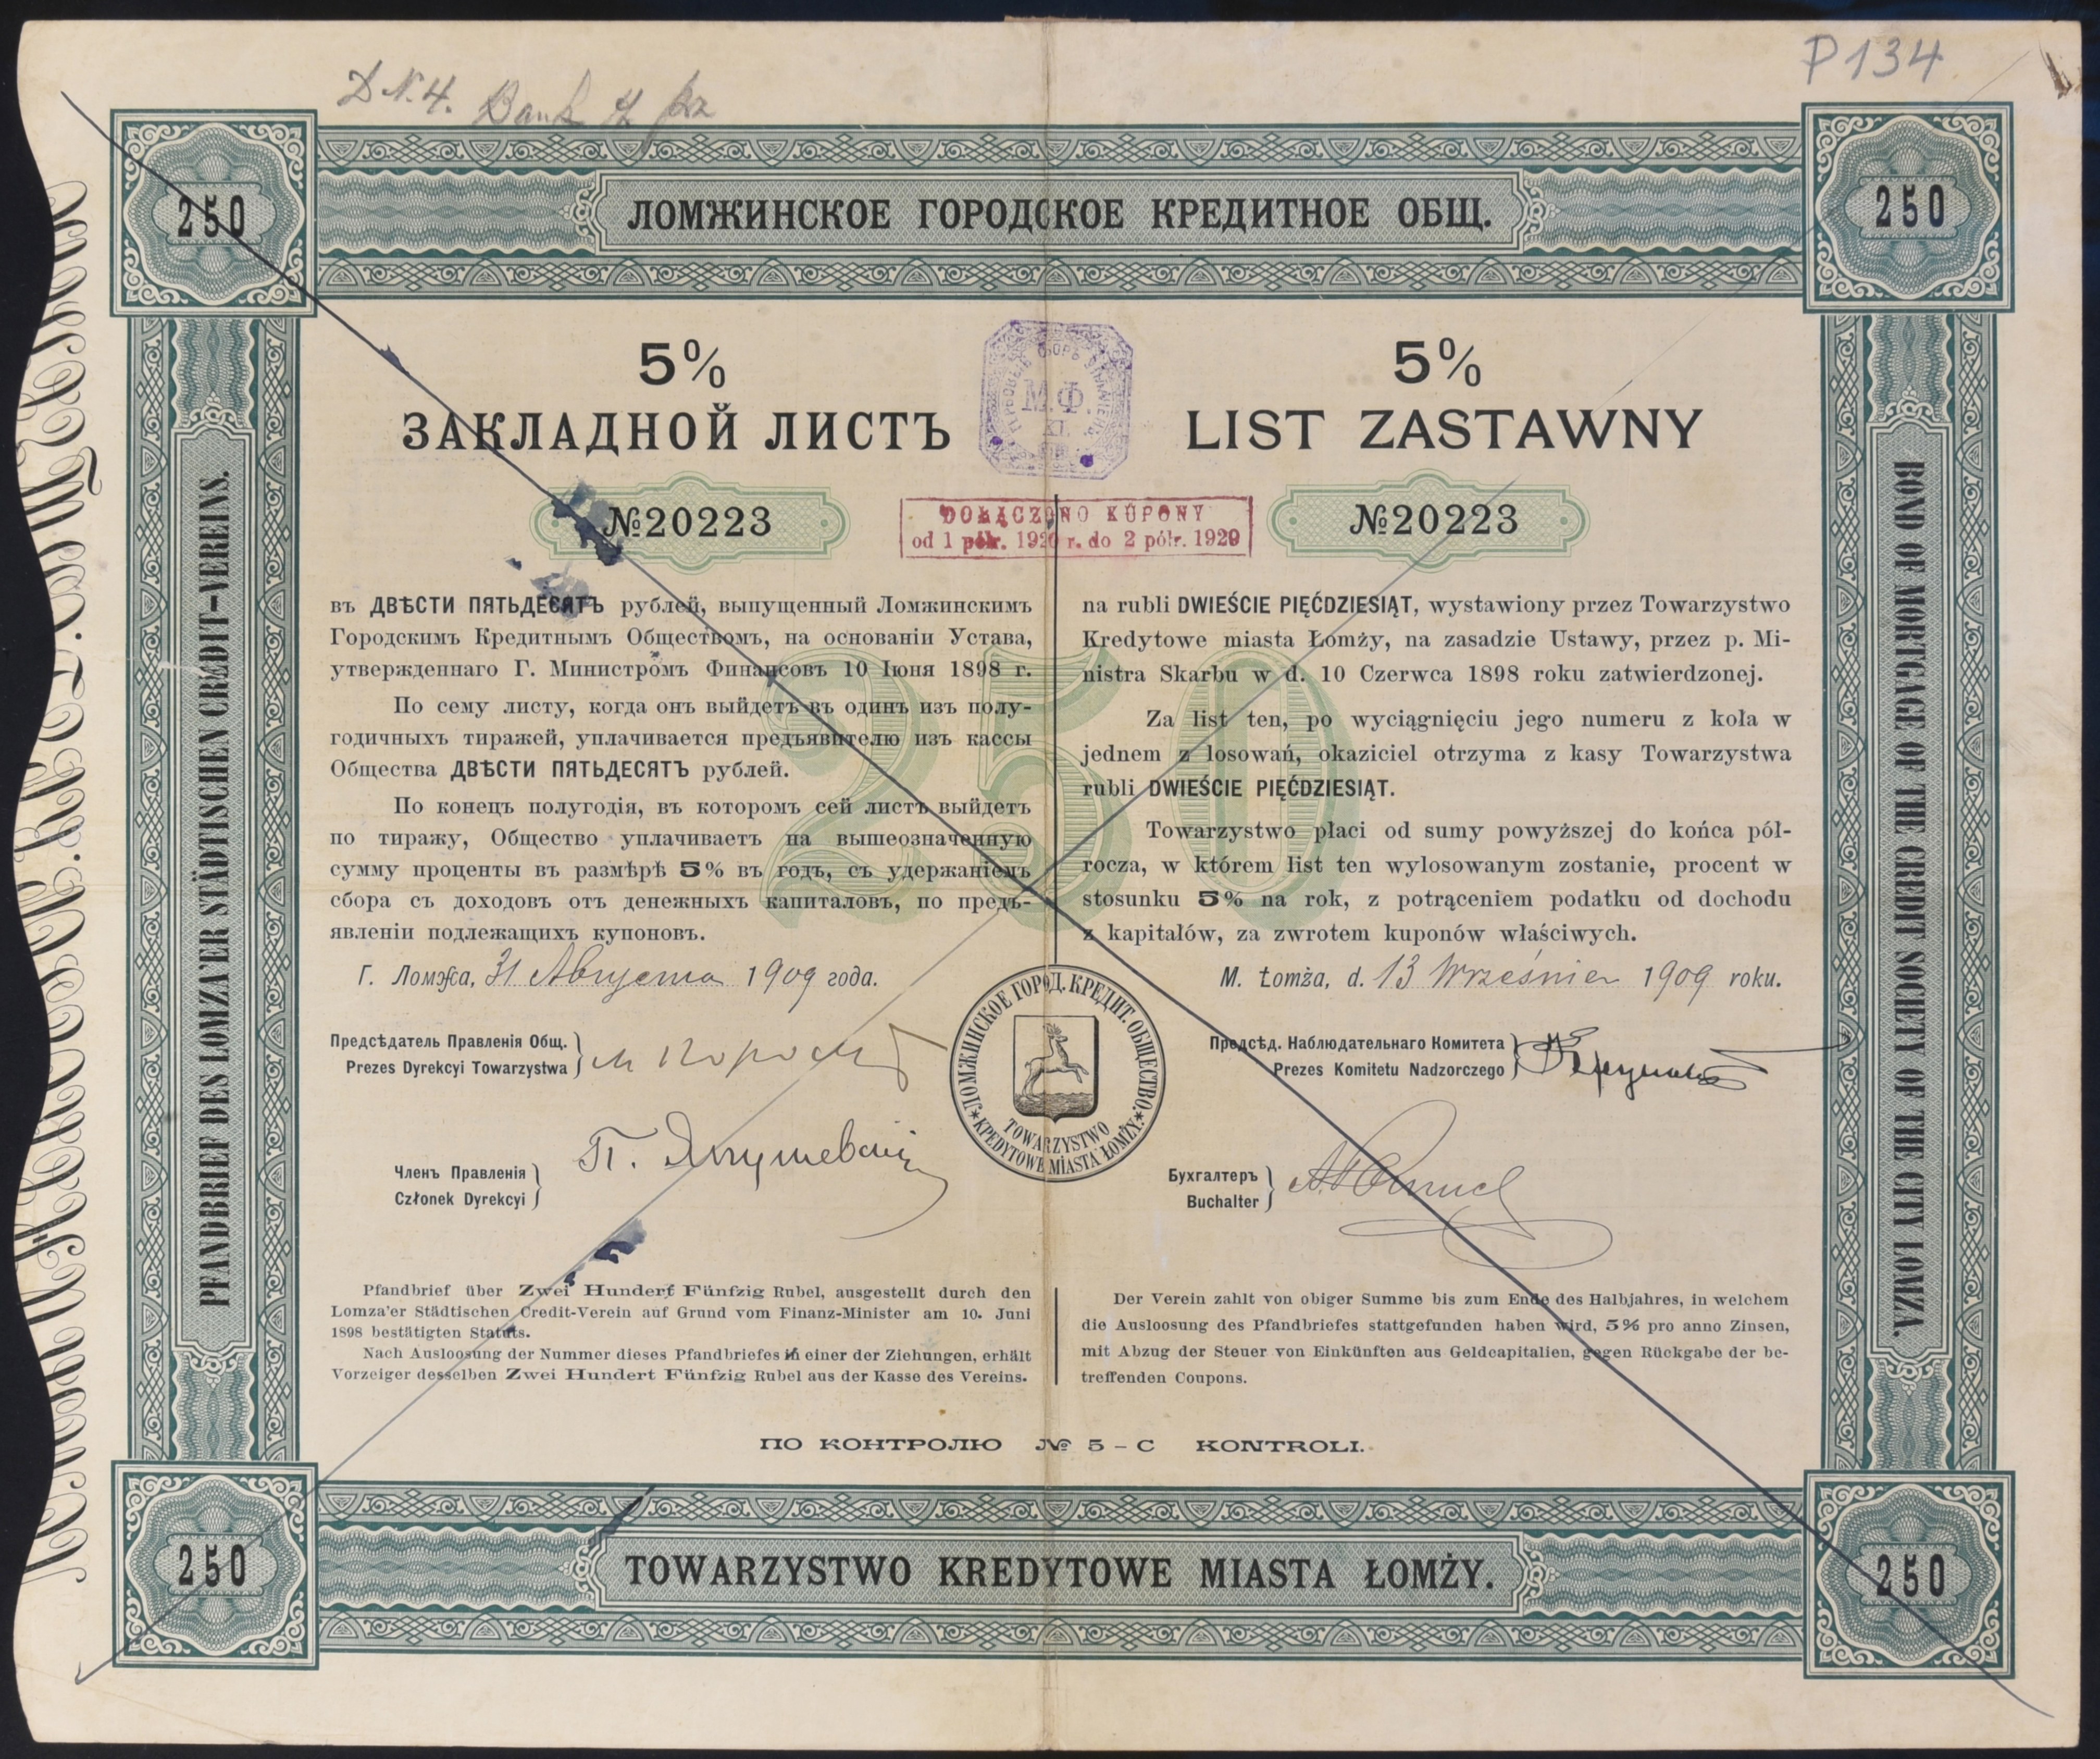 P134
D N. 4. Bank
250
ЛОМЖИНСКОЕ ГОРОДСКОЕ КРЕДИТНОЕ ОБЩ.
250
PFANDBRIEF DES LOMZA'ER STÄDTISCHEN CREDIT-VEREINS.
BOND OF MORTGAGE OF THE CREDIT SOCIETY OF THE CITY LOMZA.
5%
ЗАКЛАДНОЙ ЛИСТЪ
№20223
М.Ф.
XI.
DOŁĄCZONO KUPONY
od 1 półr. 1920 r. do 2 półr. 1929
5%
LIST ZASTAWNY
№20223
250
въ ДВѢСТИ ПЯТЬДЕСЯТЪ рублей, выпущенный Ломжинскимъ
Городскимъ Кредитнымъ Обществомъ, на основаніи Устава,
утвержденнаго Г. Министромъ Финансовъ 10 Іюня 1898 г.
По сему листу, когда онъ выйдетъ въ одинъ изъ полу-
годичныхъ тиражей, уплачивается предъявителю изъ кассы
Общества ДВѢСТИ ПЯТЬДЕСЯТЪ рублей.
По конецъ полугодія, въ которомъ сей листъ выйдетъ
по тиражу, Общество уплачиваетъ на вышеозначенную
сумму проценты въ размѣрѣ 5% въ годъ, съ удержаніемъ
сбора съ доходовъ отъ денежныхъ капиталовъ, по предъ-
явленіи подлежащихъ купоновъ.
Г. Ломжа, 31 Августа 1909 года.
na rubli DWIEŚCIE PIĘĆDZIESIĄT, wystawiony przez Towarzystwo
Kredytowe miasta Łomży, na zasadzie Ustawy, przez p. Mi-
nistra Skarbu w d. 10 Czerwca 1898 roku zatwierdzonej.
Za list ten, po wyciągnięciu jego numeru z koła w
jednem z losowań, okaziciel otrzyma z kasy Towarzystwa
rubli DWIEŚCIE PIĘĆDZIESIĄT.
Towarzystwo płaci od sumy powyższej do końca pół-
rocza, w którem list ten wylosowanym zostanie, procent w
stosunku 5% na rok, z potrąceniem podatku od dochodu
z kapitałów, za zwrotem kuponów właściwych.
M. Łomża, d. 13 Wrześnier 1909 roku.
Предсѣдатель Правленія Общ.
Prezes Dyrekcyi Towarzystwa
Членъ Правленія
Członek Dyrekcyi
ЛОМЖИНСКОЕ ГОРОД. КРЕДИТ. ОБЩЕСТВО.
TOWARZYSTWO
KРEDYTOWE MIASTA ŁOMŻY.
Предсѣд. Наблюдательнаго Комитета
Prezes Komitetu Nadzorczego
Бухгалтеръ
Buchalter
Pfandbrief über Zwei Hundert Fünfzig Rubel, ausgestellt durch den
Lomza'er Städtischen Credit-Verein auf Grund vom Finanz-Minister am 10. Juni
1898 bestätigten Statuts.
Nach Ausloosung der Nummer dieses Pfandbriefes in einer der Ziehungen, erhält
Vorzeiger desselben Zwei Hundert Fünfzig Rubel aus der Kasse des Vereins.
Der Verein zahlt von obiger Summe bis zum Ende des Halbjahres, in welchem
die Ausloosung des Pfandbriefes stattgefunden haben wird, 5% pro anno Zinsen,
mit Abzug der Steuer von Einkünften aus Geldcapitalien, gegen Rückgabe der be-
treffenden Coupons.
ПО КОНТРОЛЮ № 5 – C KONTROLI.
250
TOWARZYSTWO KREDYTOWE MIASTA ŁOMŻY.
250